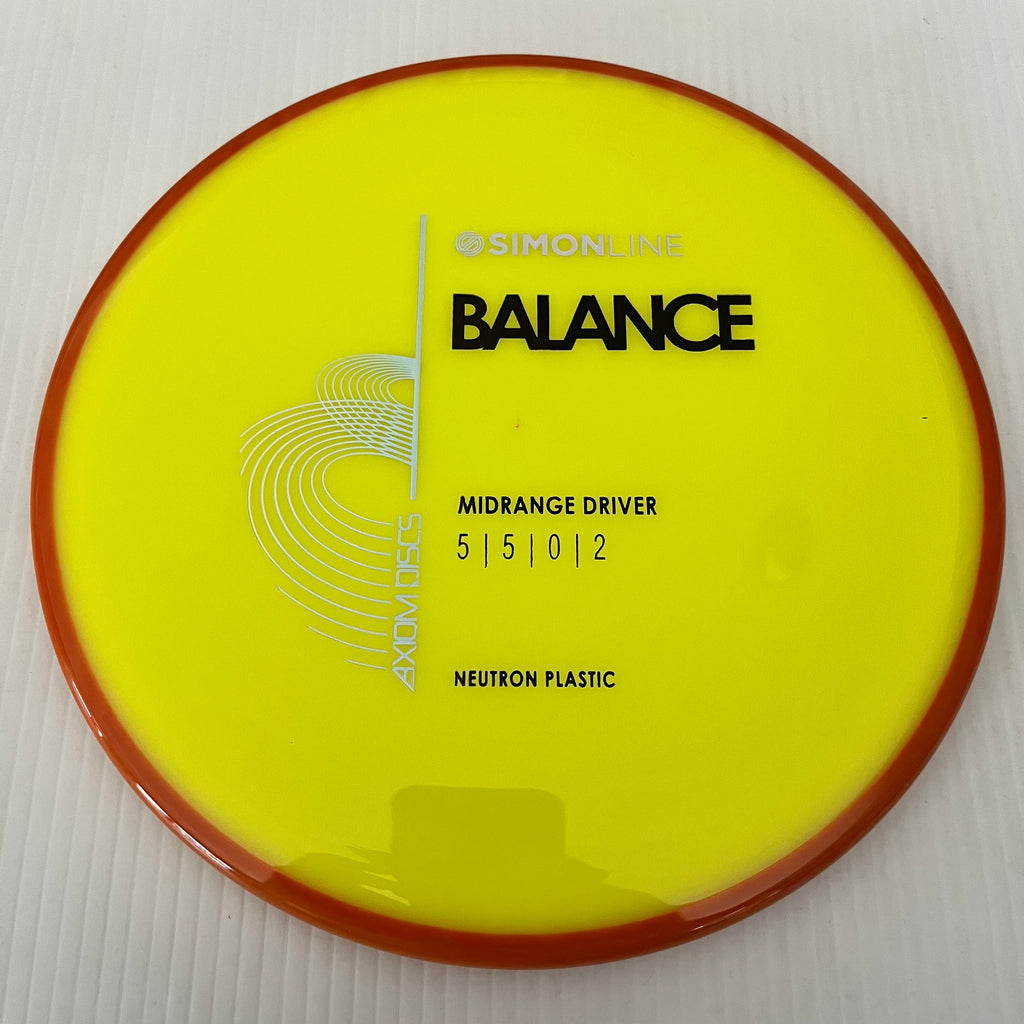 SIMONLINE
BALANCE
MIDRANGE DRIVER
5 | 5 | 0 | 2
NEUTRON PLASTIC
AXIOM DISCS